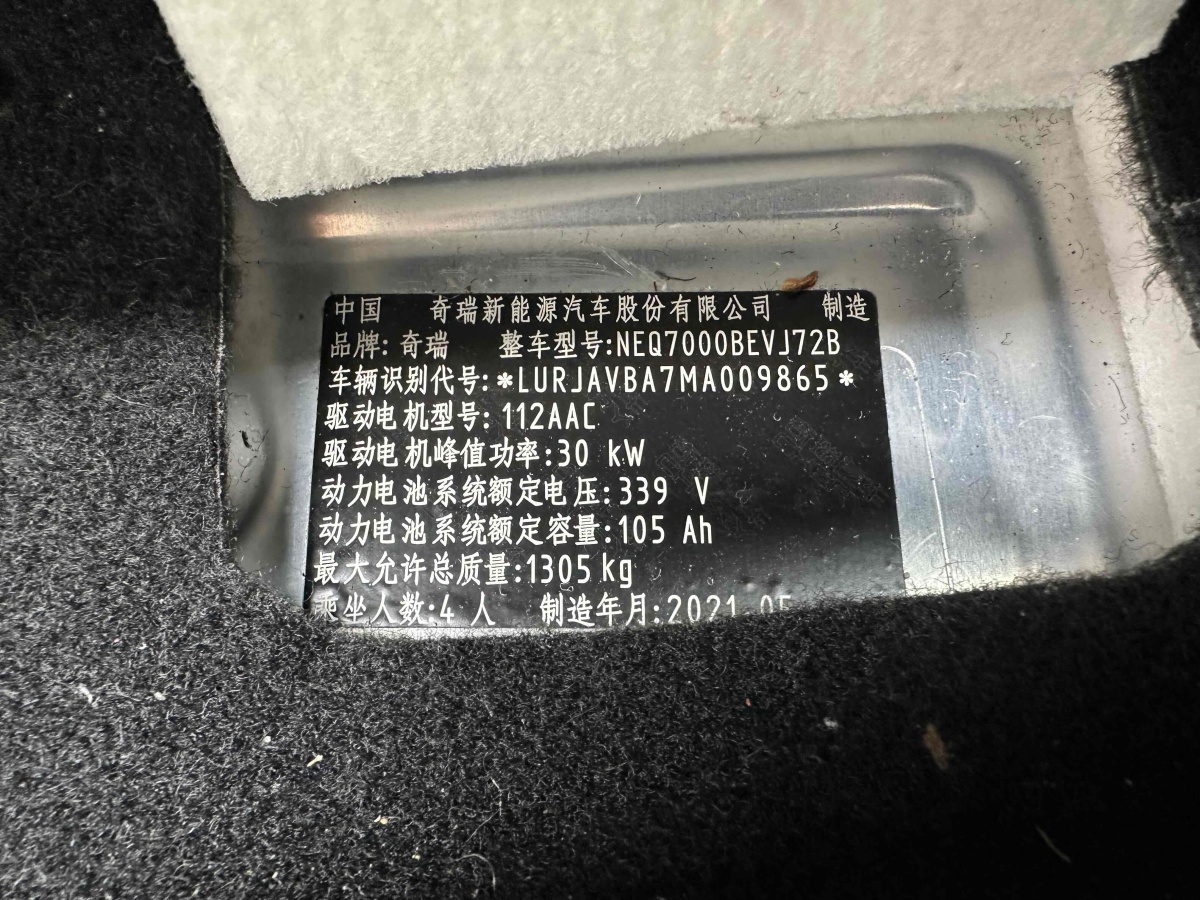 中国 奇瑞新能源汽车股份有限公司 制造
品牌: 奇瑞 整车型号:NEQ7000BEVJ72B
车辆识别代号:*LURJAVBA7MA009865*
驱动电机型号: 112AAC
驱动电机峰值功率:30 kW
动力电池系统额定电压:339 V
动力电池系统额定容量:105 Ah
最大允许总质量:1305 kg
乘坐人数:4 人 制造年月:2021.05